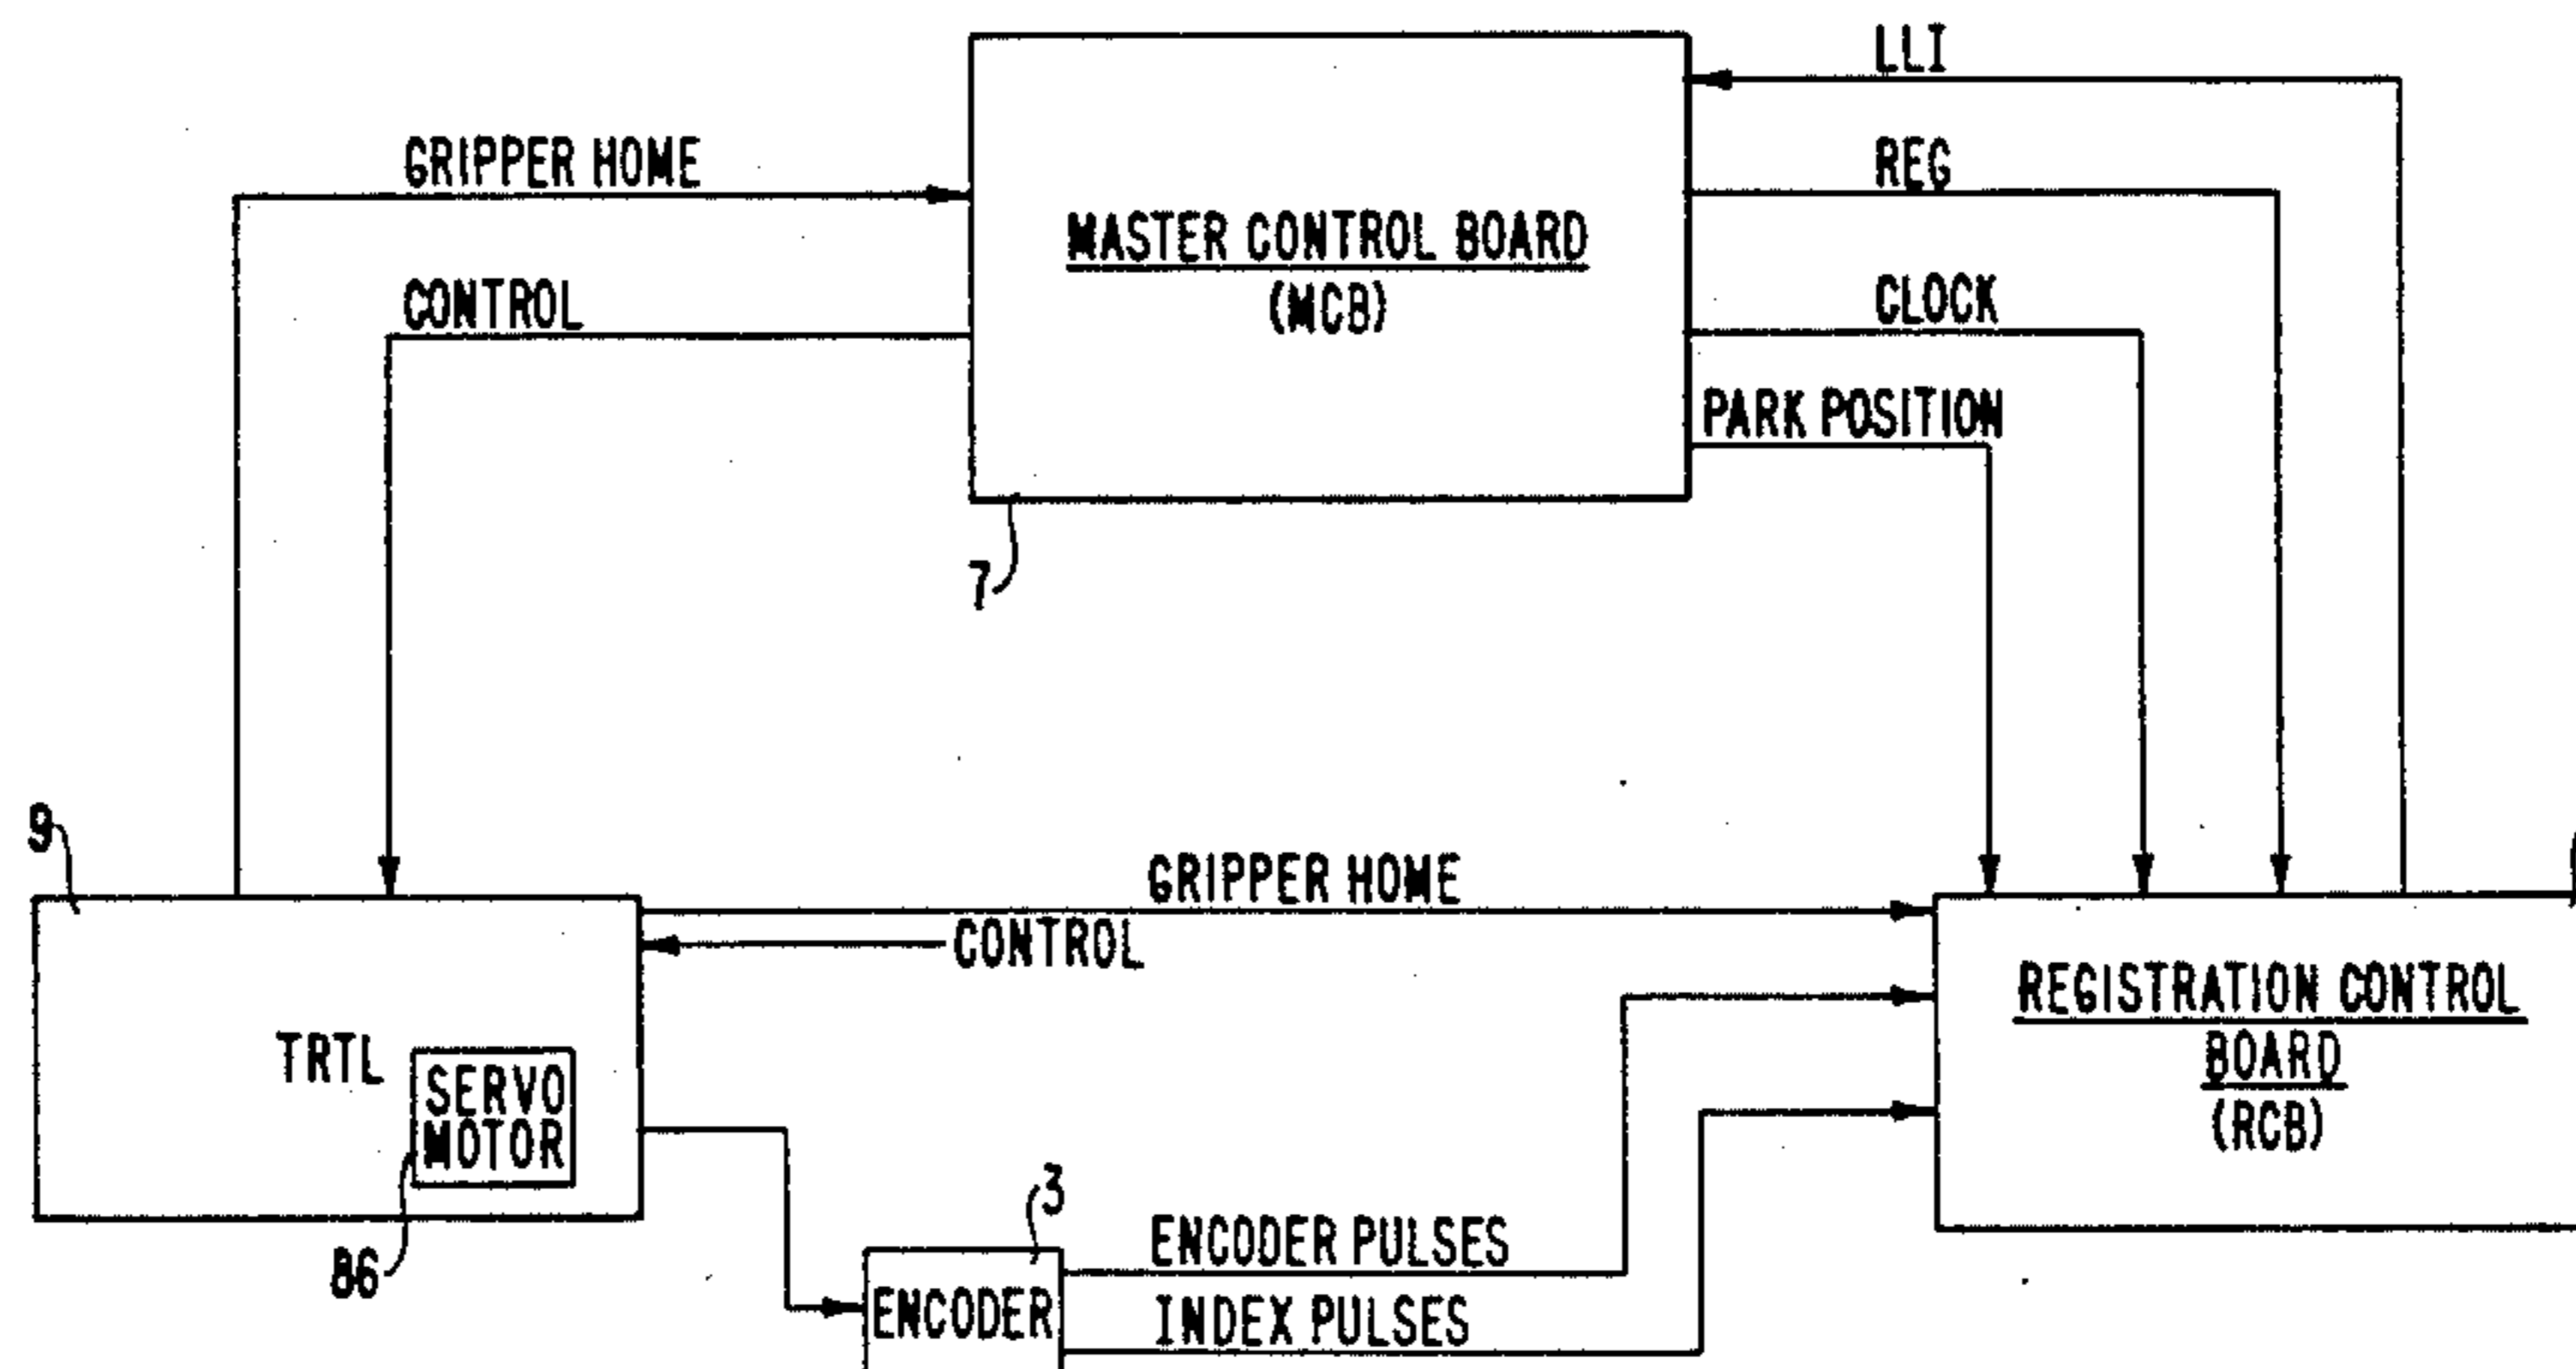 LLI
GRIPPER HOME
REG
MASTER CONTROL BOARD
(MCB)
CONTROL
CLOCK
PARK POSITION
7
9
GRIPPER HOME
CONTROL
REGISTRATION CONTROL
BOARD
(RCB)
TRTL
SERVO
MOTOR
86
3
ENCODER PULSES
ENCODER
INDEX PULSES